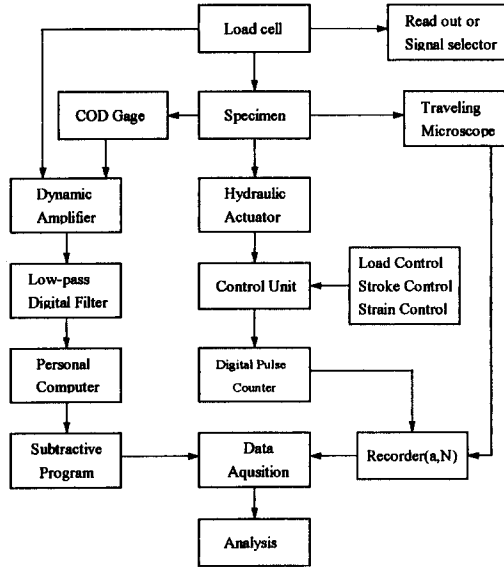 Load cell
Read out or
Signal selector
COD Gage
Specimen
Traveling
Microscope
Dynamic
Amplifier
Hydraulic
Actuator
Low-pass
Digital Filter
Control Unit
Load Control
Stroke Control
Strain Control
Personal
Computer
Digital Pulse
Counter
Subtractive
Program
Data
Aqusition
Recorder(a,N)
Analysis